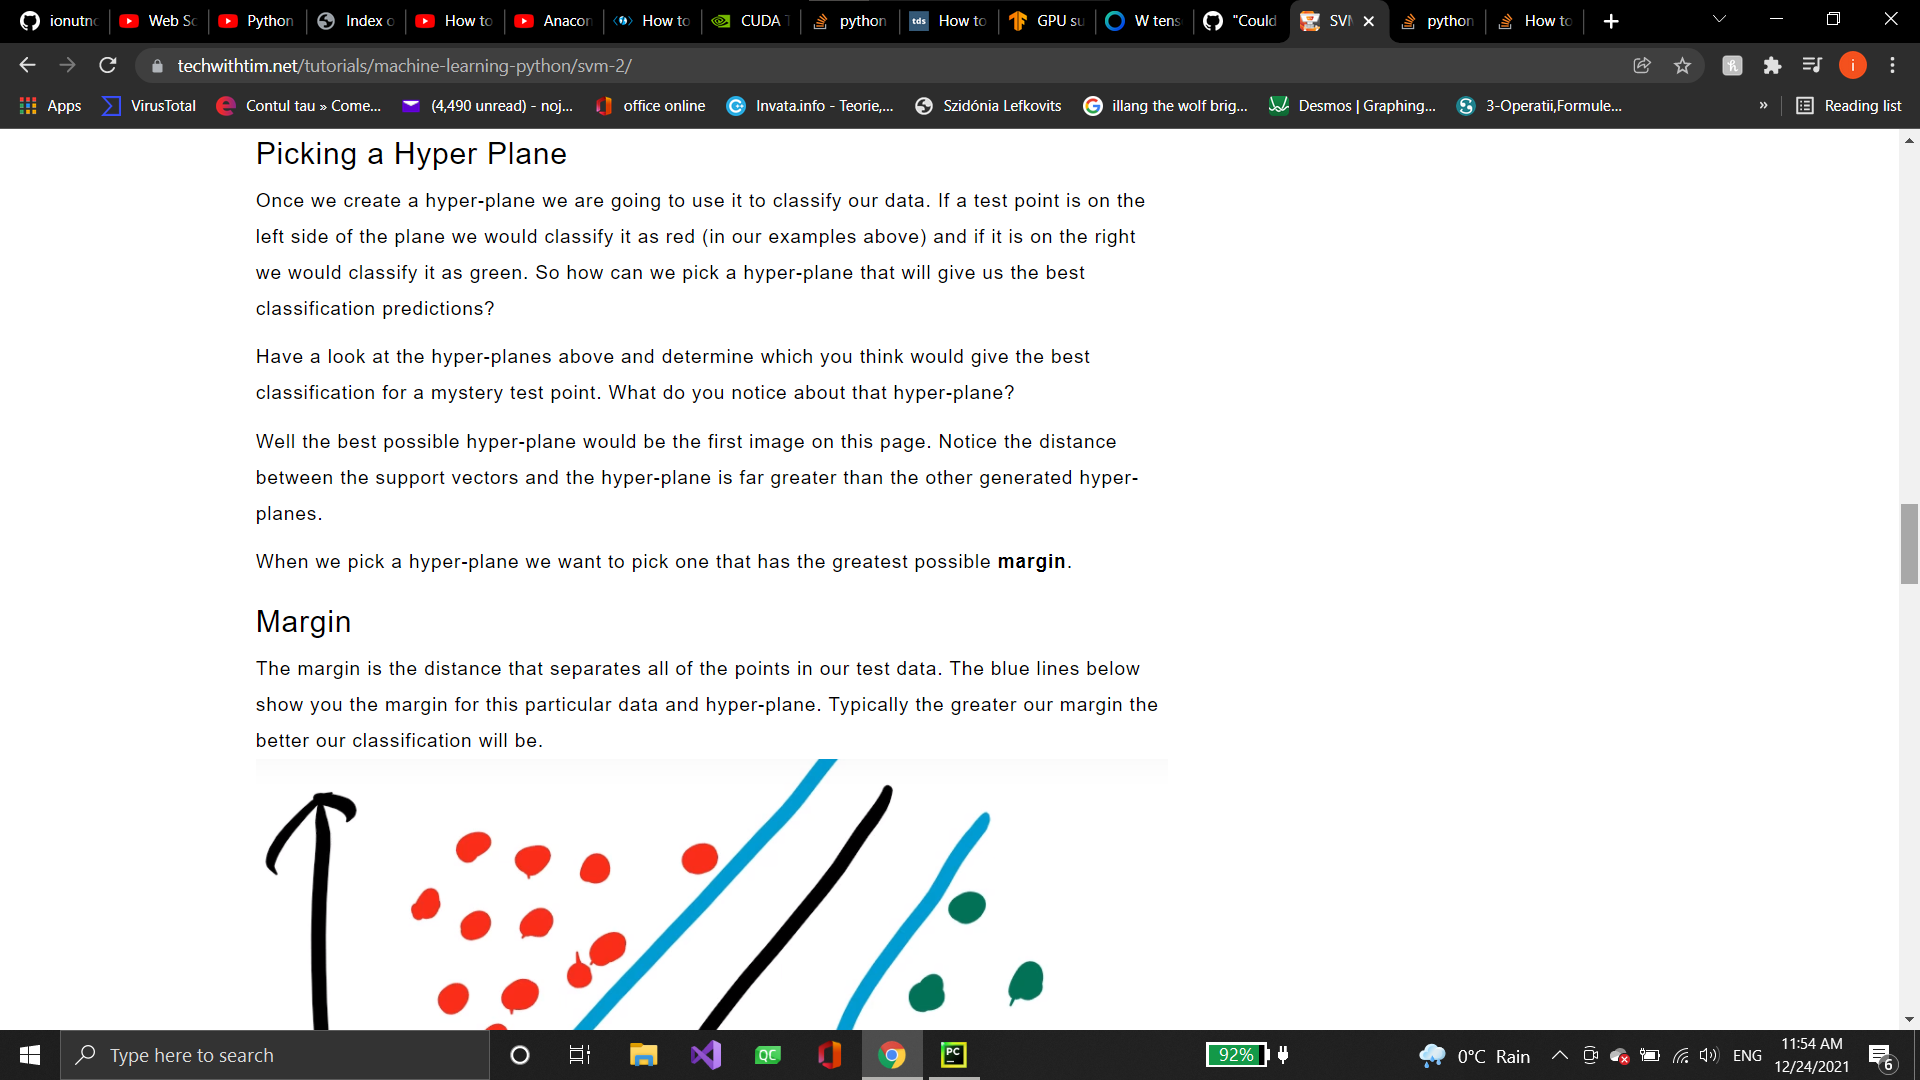 ionutnc
Web Sc
Python
Index o
How to
Anacon
How to
CUDA T
python
tds
How to
GPU su
W tens
"Could
SVM
python
How to
techwithtim.net/tutorials/machine-learning-python/svm-2/
i
Apps
VirusTotal
Contul tau » Come...
(4,490 unread) - noj...
office online
Invata.info - Teorie,...
Szidónia Lefkovits
illang the wolf brig...
Desmos | Graphing...
3-Operatii,Formule...
»
Reading list
Picking a Hyper Plane
Once we create a hyper-plane we are going to use it to classify our data. If a test point is on the
left side of the plane we would classify it as red (in our examples above) and if it is on the right
we would classify it as green. So how can we pick a hyper-plane that will give us the best
classification predictions?
Have a look at the hyper-planes above and determine which you think would give the best
classification for a mystery test point. What do you notice about that hyper-plane?
Well the best possible hyper-plane would be the first image on this page. Notice the distance
between the support vectors and the hyper-plane is far greater than the other generated hyper-
planes.
When we pick a hyper-plane we want to pick one that has the greatest possible margin.
Margin
The margin is the distance that separates all of the points in our test data. The blue lines below
show you the margin for this particular data and hyper-plane. Typically the greater our margin the
better our classification will be.
Type here to search
QC
PC
92%
0°C Rain
ENG
11:54 AM
12/24/2021
6